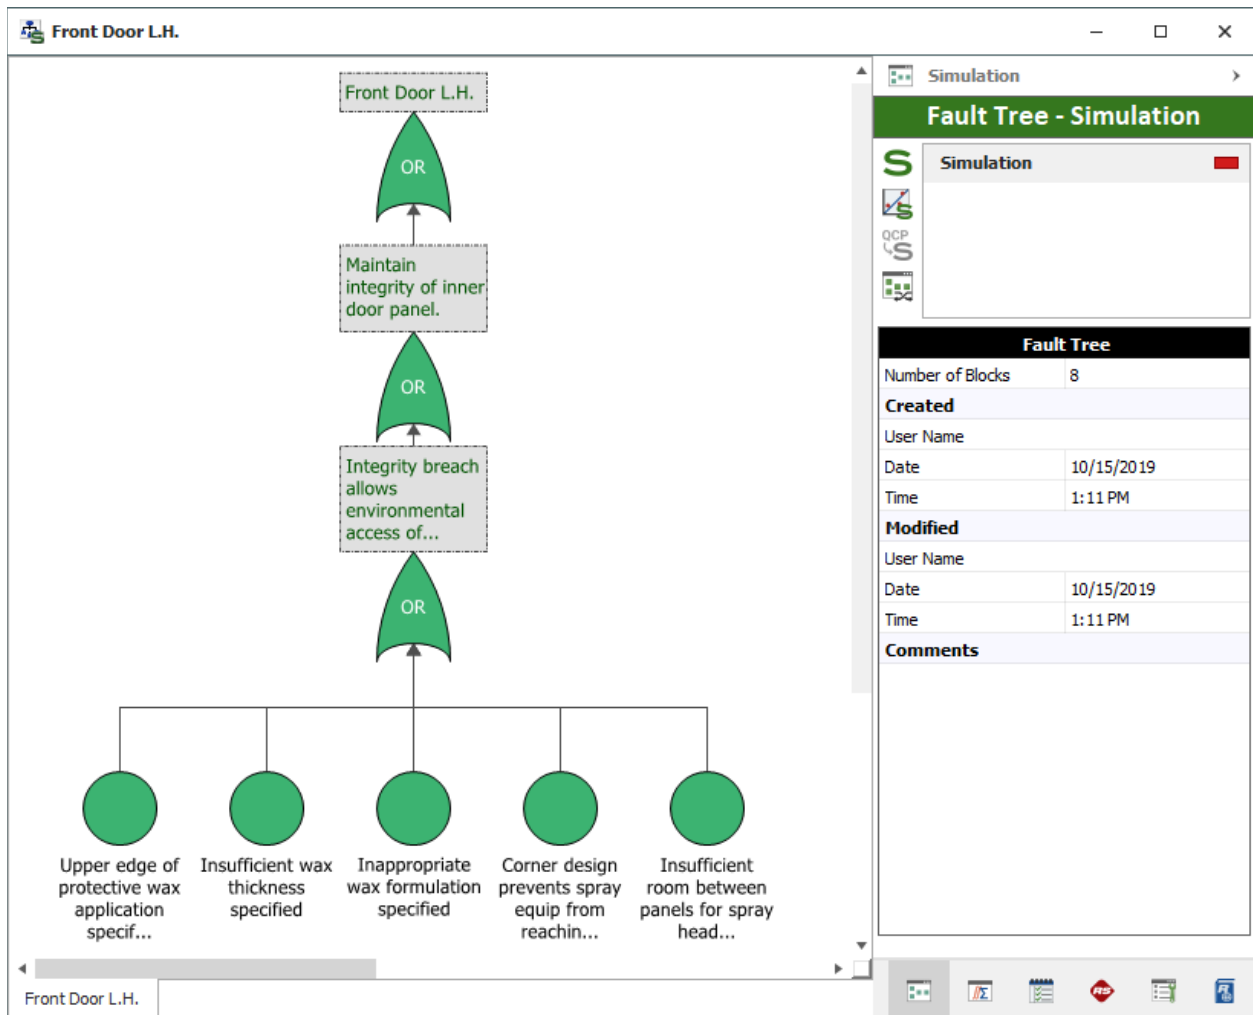 Front Door L.H.
Simulation
Fault Tree - Simulation
S
Simulation
S
QCP
S
Front Door L.H.
OR
Maintain
integrity of inner
door panel.
OR
Integrity breach
allows
environmental
access of...
OR
Upper edge of
protective wax
application
specif...
Insufficient wax
thickness
specified
Inappropriate
wax formulation
specified
Corner design
prevents spray
equip from
reachin...
Insufficient
room between
panels for spray
head...
Fault Tree
Number of Blocks 8
Created
User Name
Date 10/15/2019
Time 1:11 PM
Modified
User Name
Date 10/15/2019
Time 1:11 PM
Comments
Front Door L.H.
RS
R